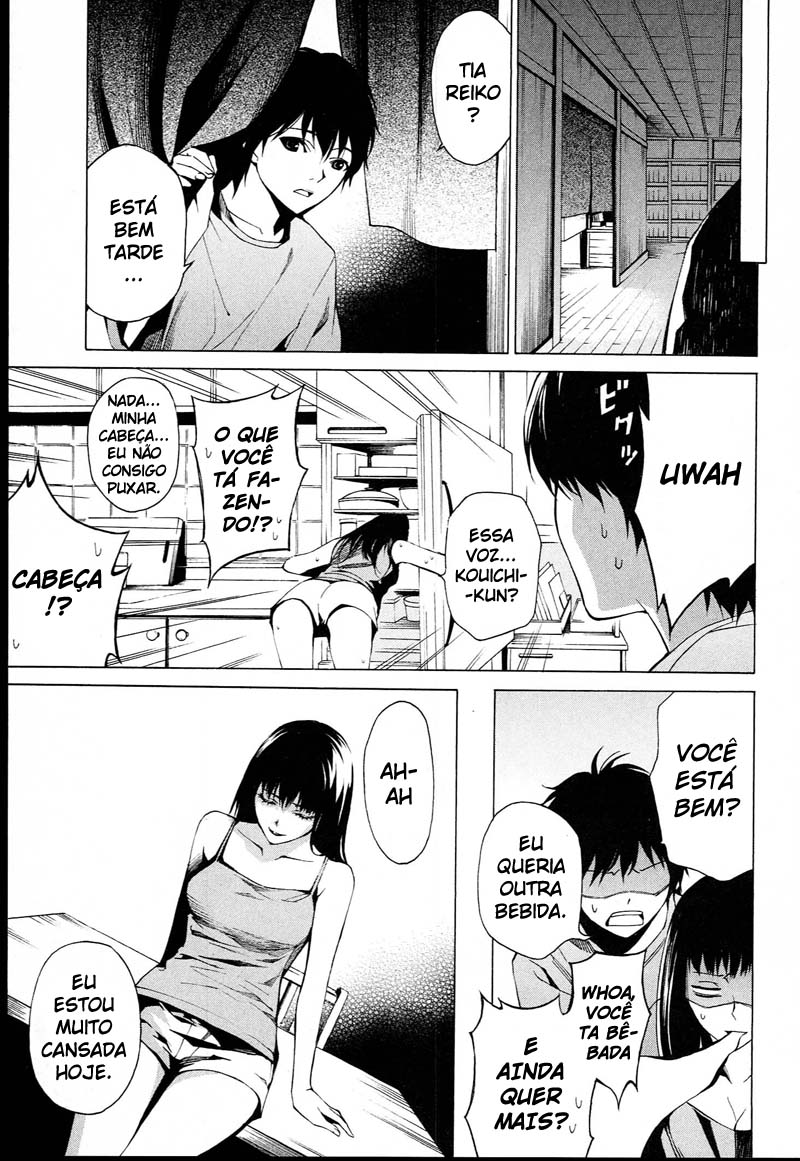 TIA
REIKO
?
ESTÁ
BEM
TARDE
...
ビクッ
UWAH
ESSA
VOZ...
KOUICHI-
-KUN?
O QUE
VOCÊ
TÁ FA-
ZEN-
DO!?
NADA...
MINHA
CABEÇA...
EU NÃO
CONSIGO
PUXAR.
CABEÇA
!?
VOCÊ
ESTÁ
BEM?
EU
QUERIA
OUTRA
BEBIDA.
WHOA,
VOCÊ
TA BÊ-
BADA
E
AINDA
QUER
MAIS?
AH-
AH
EU
ESTOU
MUITO
CANSADA
HOJE.